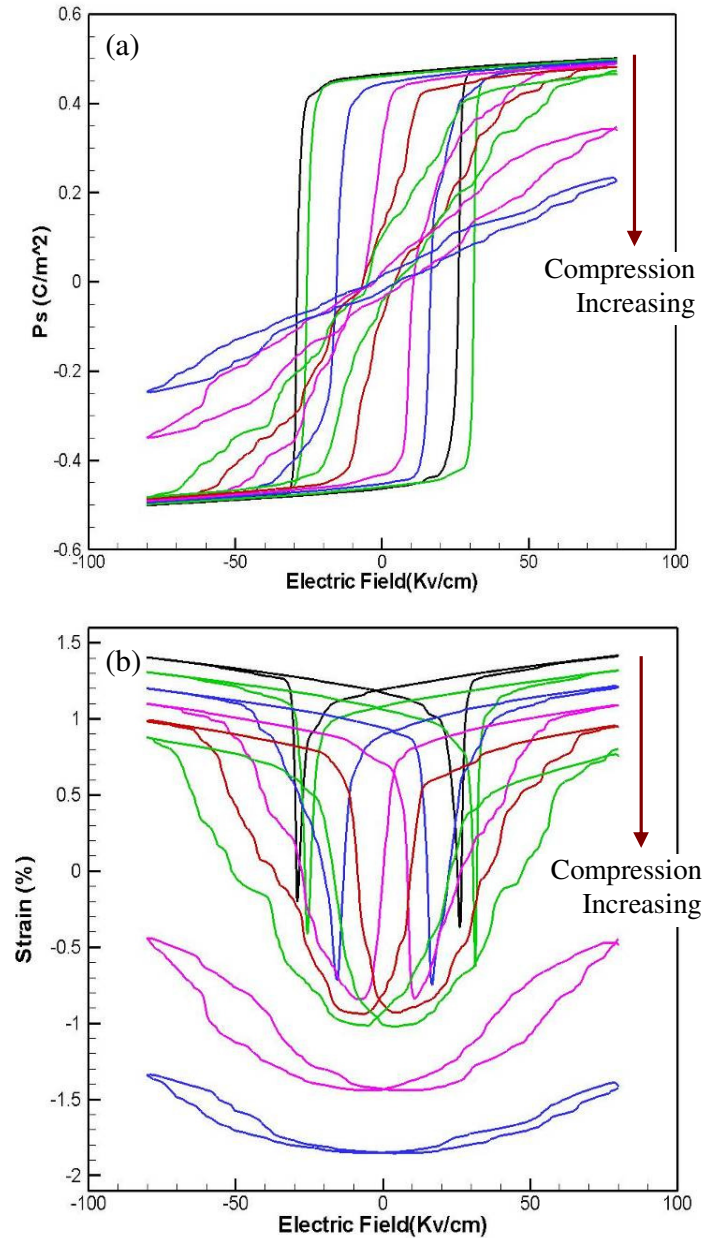 (a)
0.6
0.4
0.2
0
-0.2
-0.4
-0.6
Ps (C/m^2)
-100
-50
0
50
100
Electric Field(Kv/cm)
Compression
Increasing
(b)
1.5
1
0.5
0
-0.5
-1
-1.5
-2
Strain (%)
-100
-50
0
50
100
Electric Field(Kv/cm)
Compression
Increasing